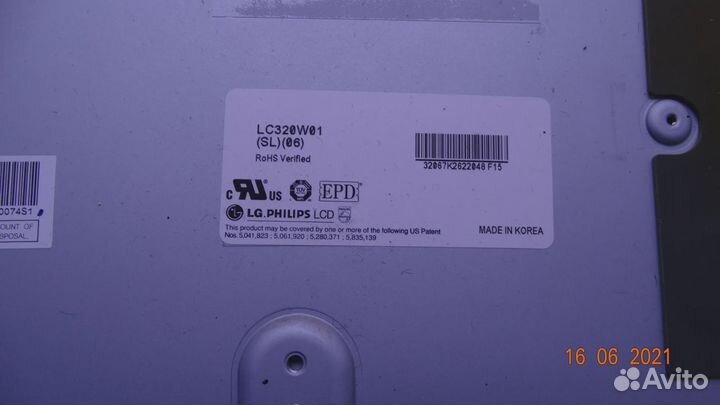 LC320W01
(SL)(06)
RoHS Verified
32067K2622046 F15
c RU US TÜV EPD
LG.PHILIPS LCD
This product may be covered by one or more of the following US Patent
Nos. 5,041,823 ; 5,061,920 ; 5,280,371 ; 5,835,139
MADE IN KOREA
0074S1
OUNT OF
SPOSAL.
16 06 2021
Avito